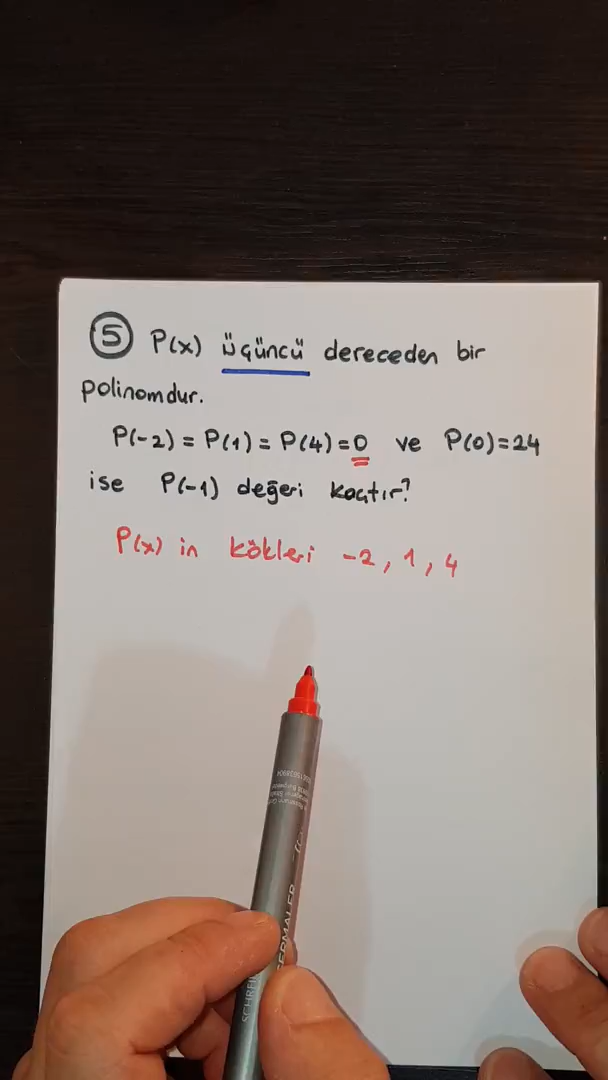 5 P(x) üçüncü dereceden bir
polinomdur.
P(-2) = P(1) = P(4) = 0 ve P(0) = 24
ise P(-1) değeri kaçtır?
P(x) in kökleri -2, 1, 4